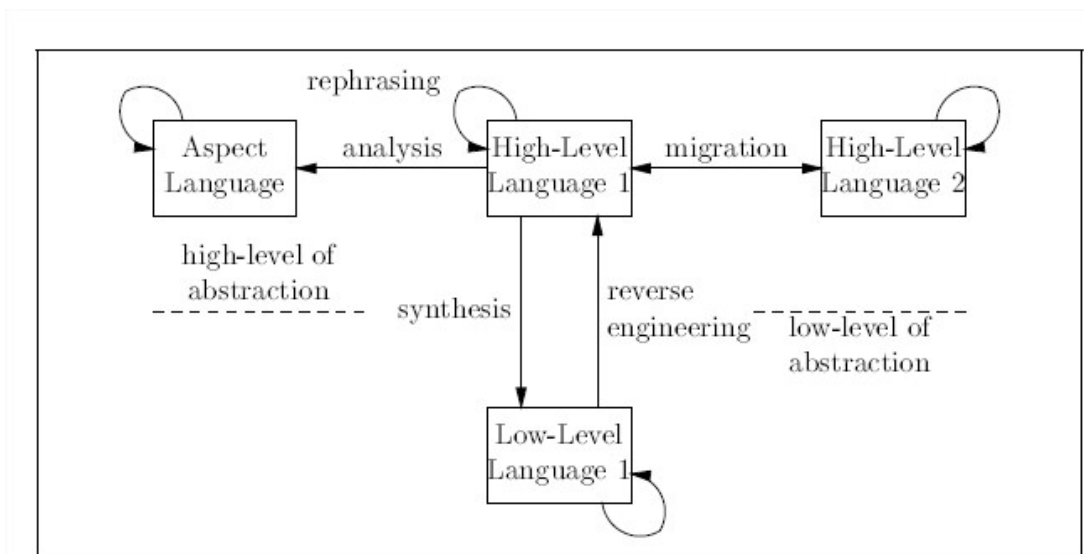 rephrasing
Aspect
Language
analysis
High-Level
Language 1
migration
High-Level
Language 2
high-level of
abstraction
synthesis
reverse
engineering
low-level of
abstraction
Low-Level
Language 1